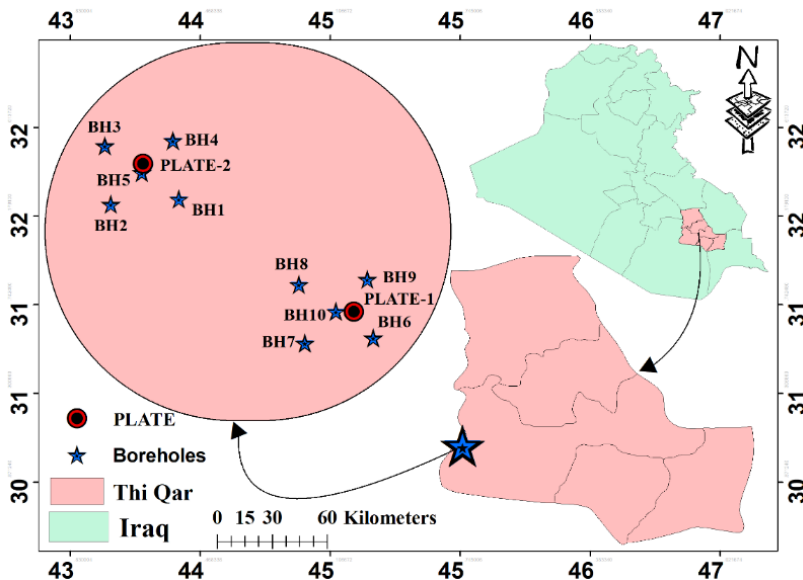 43 44 45 45 46 47
N
32
32
31
31
30
32
32
31
31
30
BH3
BH4
PLATE-2
BH5
BH2
BH1
BH8
BH9
PLATE-1
BH10
BH6
BH7
PLATE
Boreholes
Thi Qar
Iraq
0 15 30 60 Kilometers
43 44 45 45 46 47